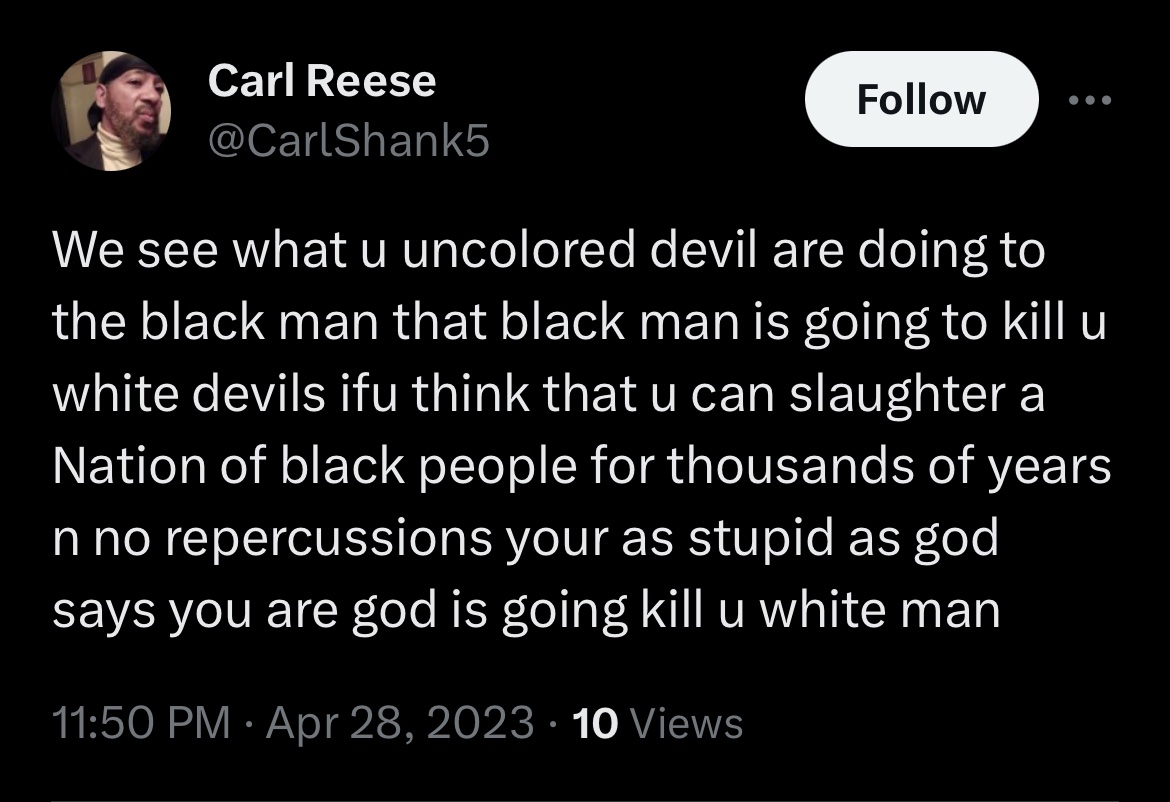 Carl Reese
@CarlShank5
Follow
We see what u uncolored devil are doing to
the black man that black man is going to kill u
white devils ifu think that u can slaughter a
Nation of black people for thousands of years
n no repercussions your as stupid as god
says you are god is going kill u white man
11:50 PM · Apr 28, 2023 · 10 Views